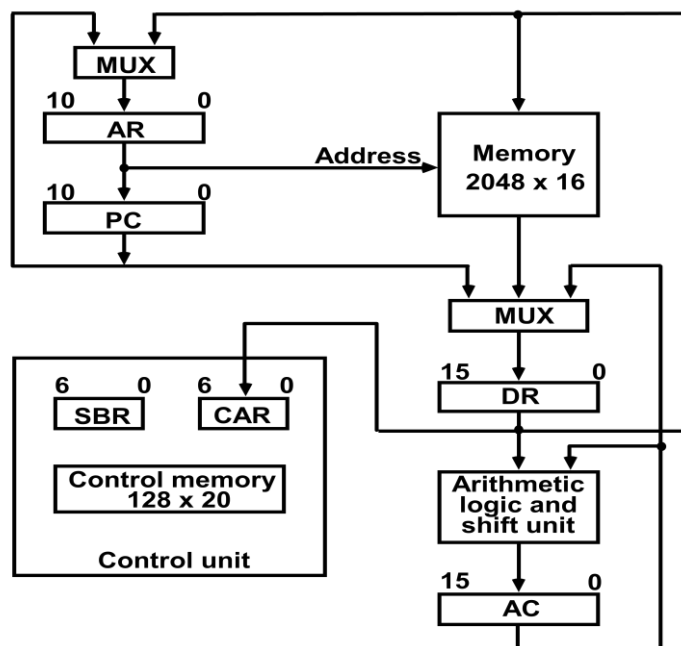 MUX
10 0
AR
Address
Memory
2048 x 16
10 0
PC
MUX
15 0
DR
6 0 6 0
SBR CAR
Control memory
128 x 20
Control unit
Arithmetic
logic and
shift unit
15 0
AC